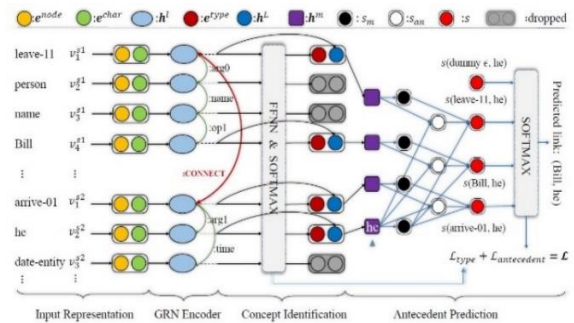 :e^node :e^char :h^l :e^type :h^L :h^m :s_m :s_an :s :dropped
leave-11 v_1^s1
:arg0
person v_2^s1
:name
name v_3^s1
:op1
Bill v_4^s1
:CONNECT
arrive-01 v_1^s2
:arg1
he v_2^s2
:time
date-entity v_3^s2
FFNN & SOFTMAX
he
s(dummy ϵ, he)
s(leave-11, he)
s(Bill, he)
s(arrive-01, he)
SOFTMAX
Predicted link: (Bill, he)
ℒ_type + ℒ_antecedent = ℒ
Input Representation GRN Encoder Concept Identification Antecedent Prediction